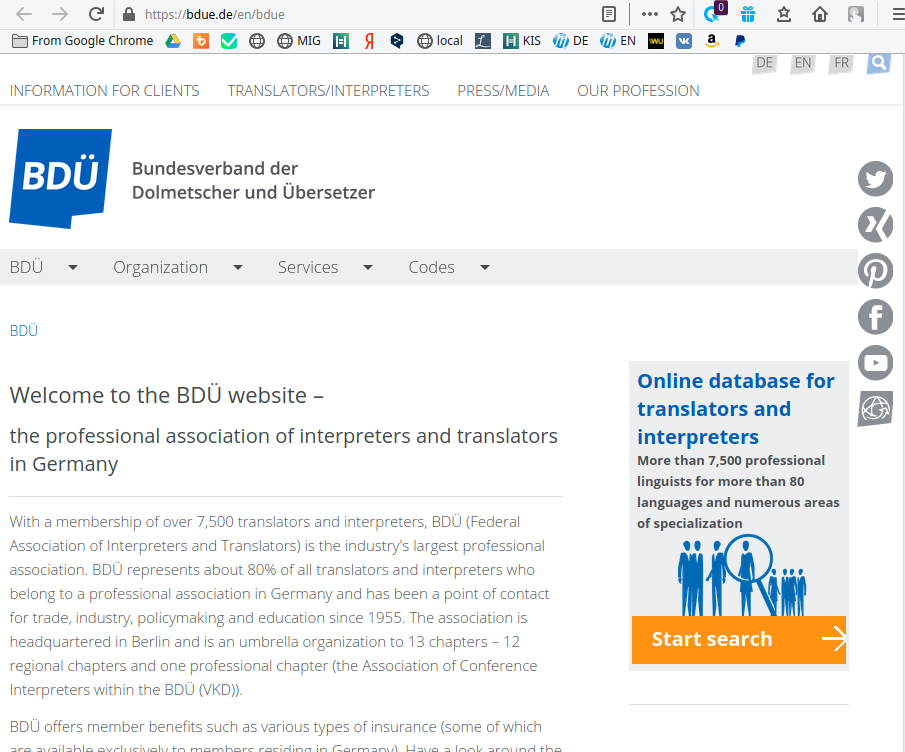 https://bdue.de/en/bdue
0
From Google Chrome
MIG
H
Я
local
H KIS
DE
EN
DE EN FR
INFORMATION FOR CLIENTS TRANSLATORS/INTERPRETERS PRESS/MEDIA OUR PROFESSION
BDÜ
Bundesverband der
Dolmetscher und Übersetzer
BDÜ Organization Services Codes
BDÜ
Welcome to the BDÜ website –
the professional association of interpreters and translators
in Germany
With a membership of over 7,500 translators and interpreters, BDÜ (Federal
Association of Interpreters and Translators) is the industry's largest professional
association. BDÜ represents about 80% of all translators and interpreters who
belong to a professional association in Germany and has been a point of contact
for trade, industry, policymaking and education since 1955. The association is
headquartered in Berlin and is an umbrella organization to 13 chapters – 12
regional chapters and one professional chapter (the Association of Conference
Interpreters within the BDÜ (VKD)).
BDÜ offers member benefits such as various types of insurance (some of which
are available exclusively to members residing in Germany). Have a look around the
Online database for
translators and
interpreters
More than 7,500 professional
linguists for more than 80
languages and numerous areas
of specialization
Start search